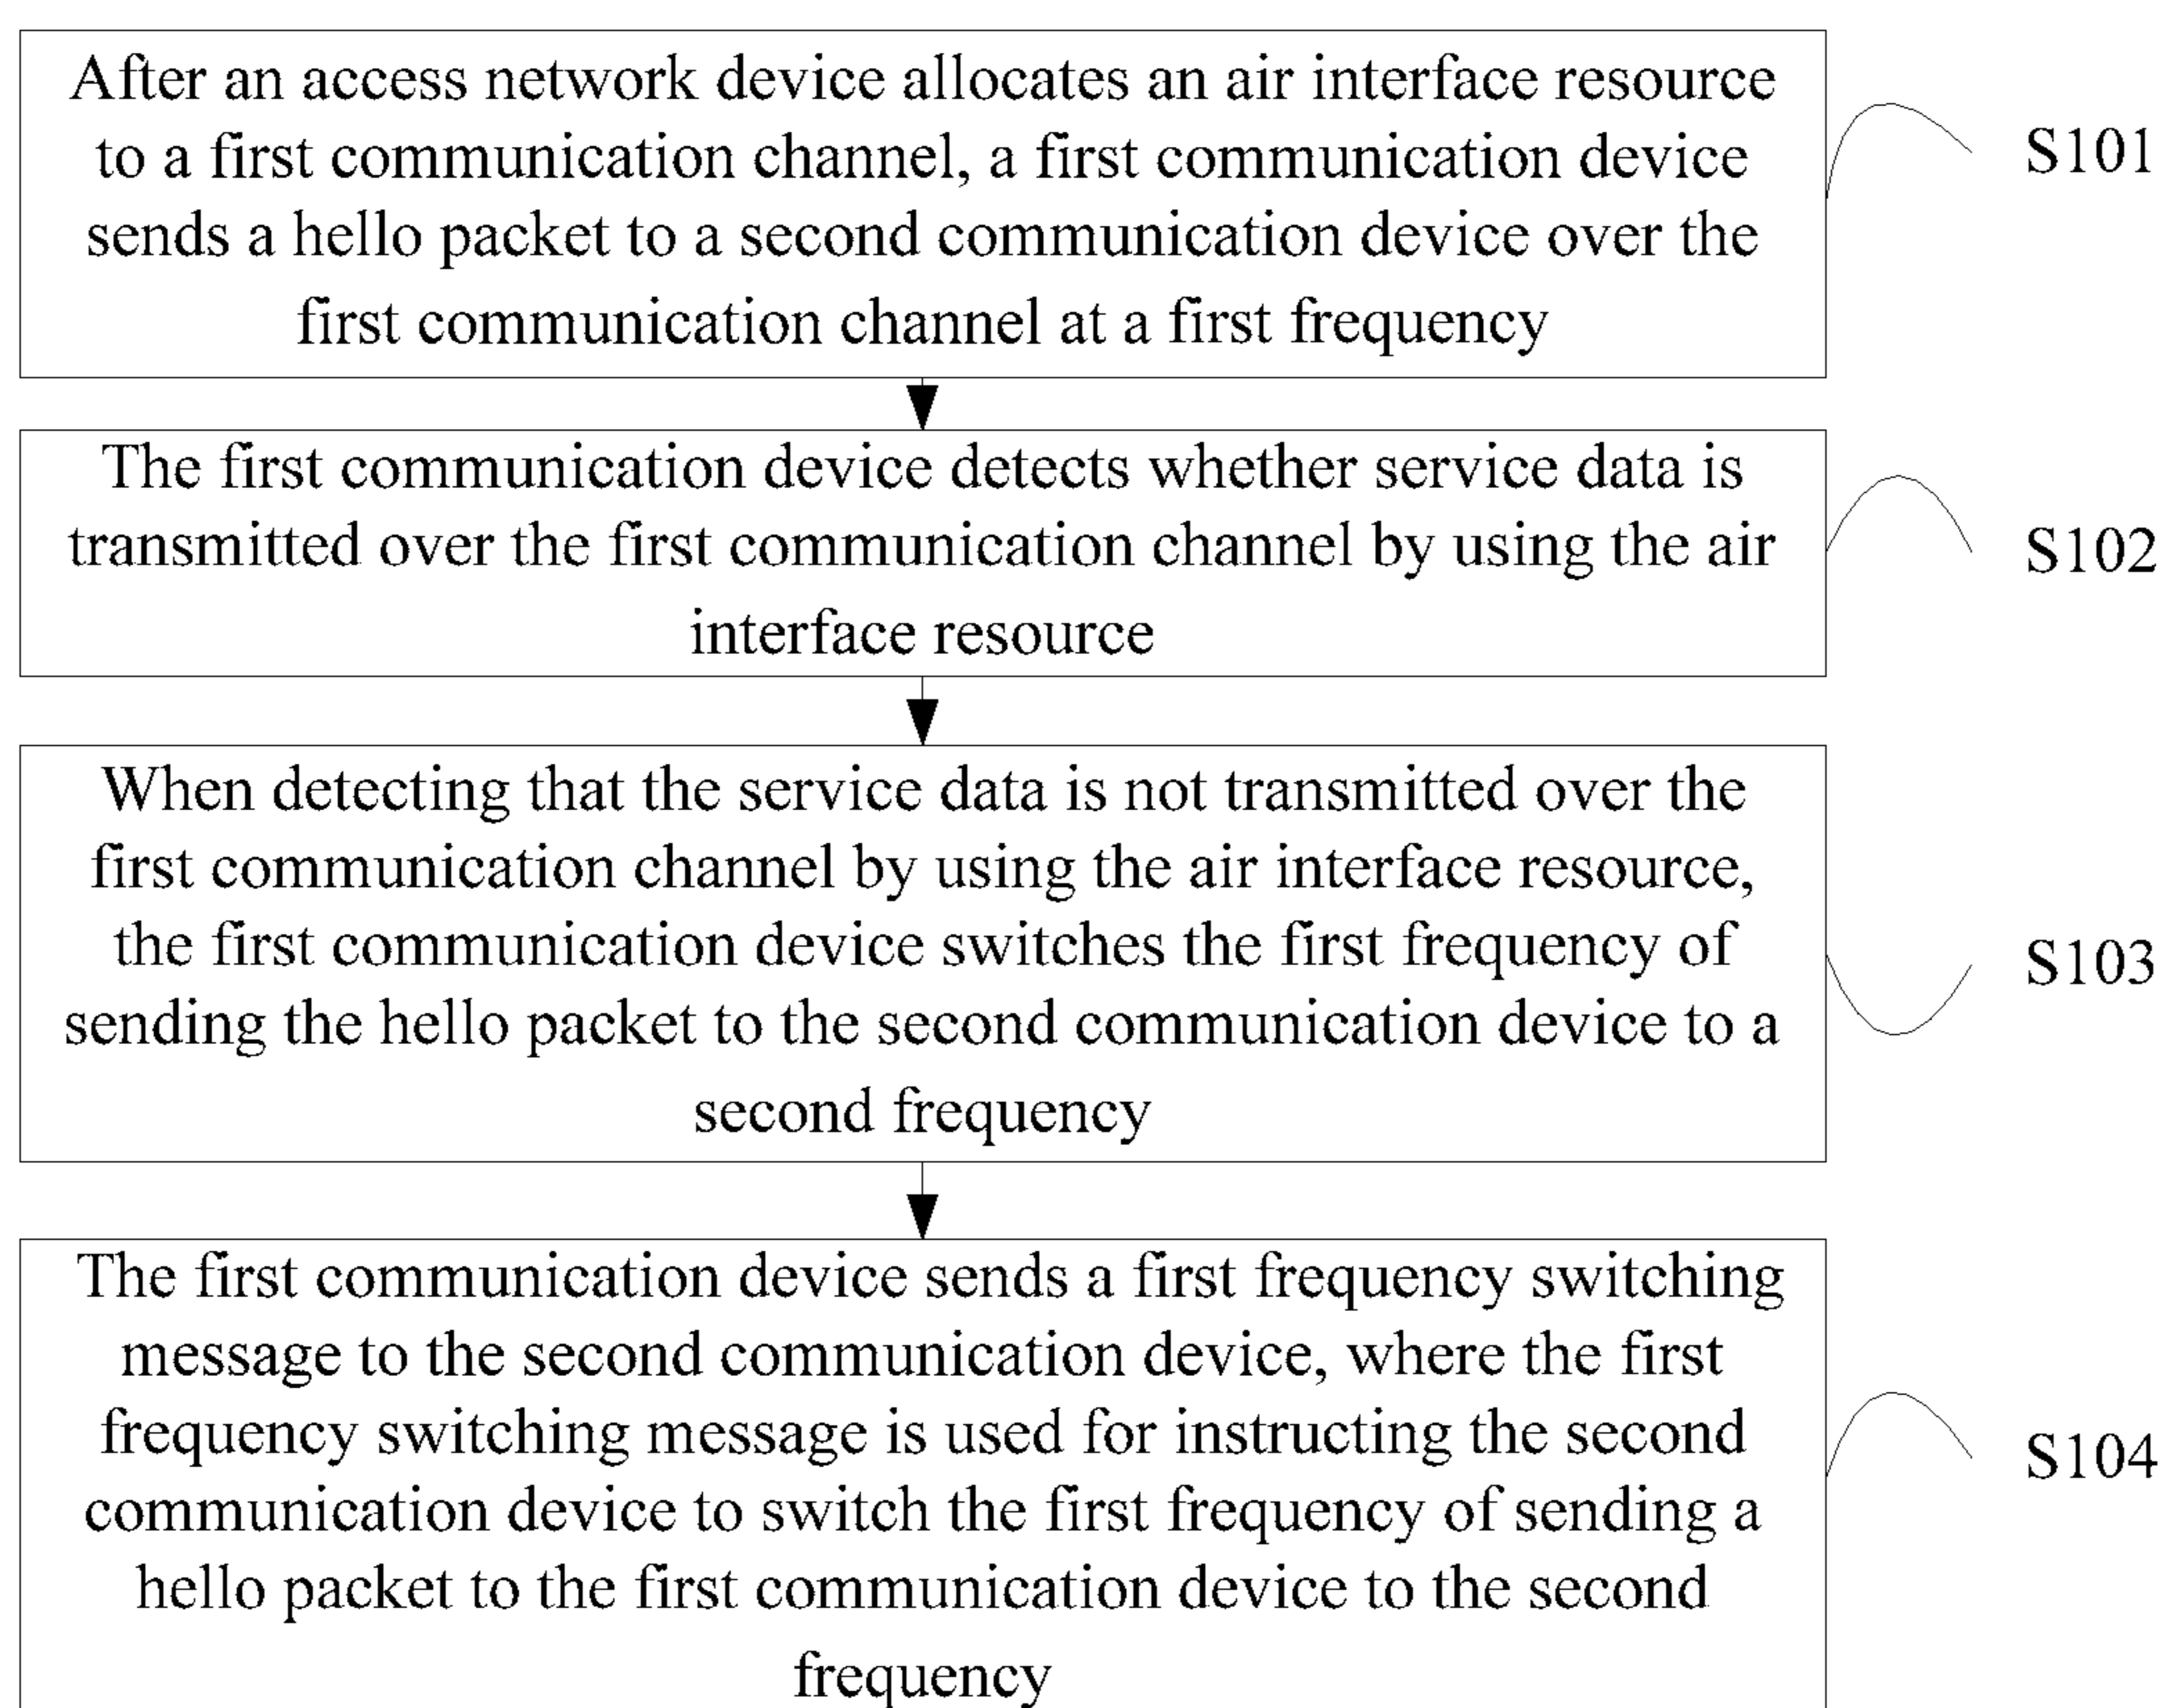 After an access network device allocates an air interface resource
to a first communication channel, a first communication device
sends a hello packet to a second communication device over the
first communication channel at a first frequency
S101
The first communication device detects whether service data is
transmitted over the first communication channel by using the air
interface resource
S102
When detecting that the service data is not transmitted over the
first communication channel by using the air interface resource,
the first communication device switches the first frequency of
sending the hello packet to the second communication device to a
second frequency
S103
The first communication device sends a first frequency switching
message to the second communication device, where the first
frequency switching message is used for instructing the second
communication device to switch the first frequency of sending a
hello packet to the first communication device to the second
frequency
S104